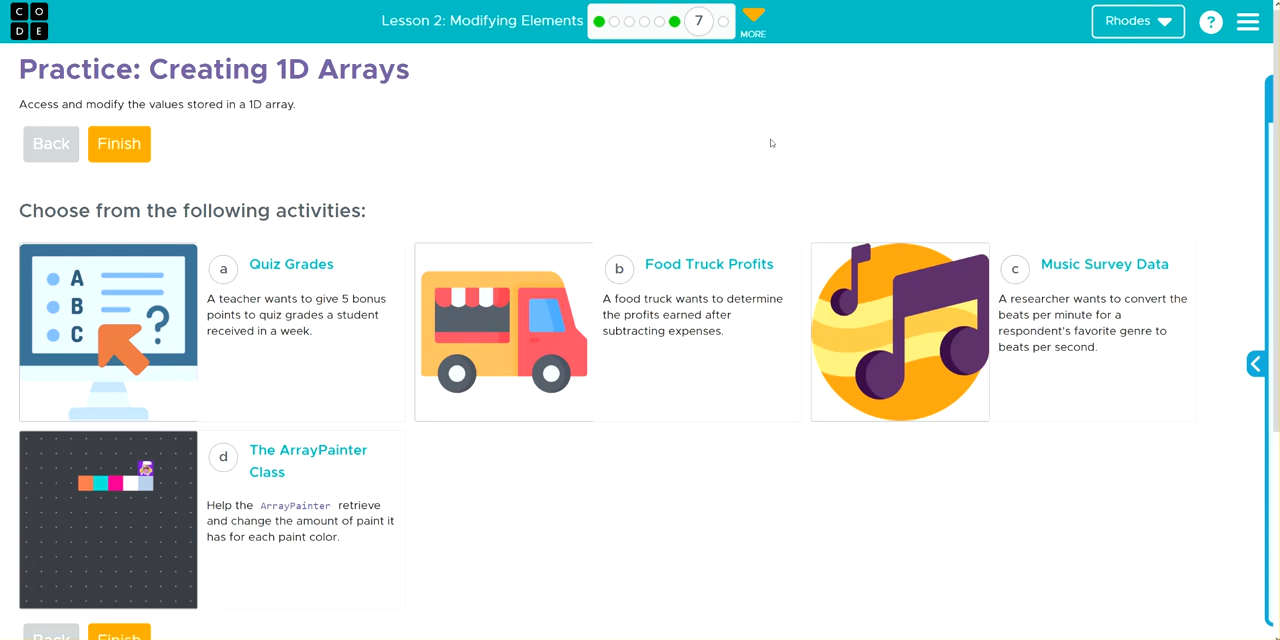 C O
D E
Lesson 2: Modifying Elements
7
MORE
Rhodes
?
Practice: Creating 1D Arrays
Access and modify the values stored in a 1D array.
Back
Finish
Choose from the following activities:
A
B
C
?
a
Quiz Grades
A teacher wants to give 5 bonus
points to quiz grades a student
received in a week.
b
Food Truck Profits
A food truck wants to determine
the profits earned after
subtracting expenses.
c
Music Survey Data
A researcher wants to convert the
beats per minute for a
respondent's favorite genre to
beats per second.
d
The ArrayPainter
Class
Help the ArrayPainter retrieve
and change the amount of paint it
has for each paint color.
Back
Finish